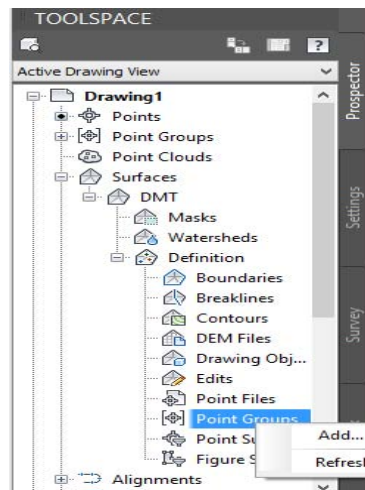 TOOLSPACE
?
Active Drawing View
Drawing1
Points
Point Groups
Point Clouds
Surfaces
DMT
Masks
Watersheds
Definition
Boundaries
Breaklines
Contours
DEM Files
Drawing Obj...
Edits
Point Files
Point Groups
Point Su
Add...
Figure S
Refresh
Alignments
Prospector
Settings
Survey